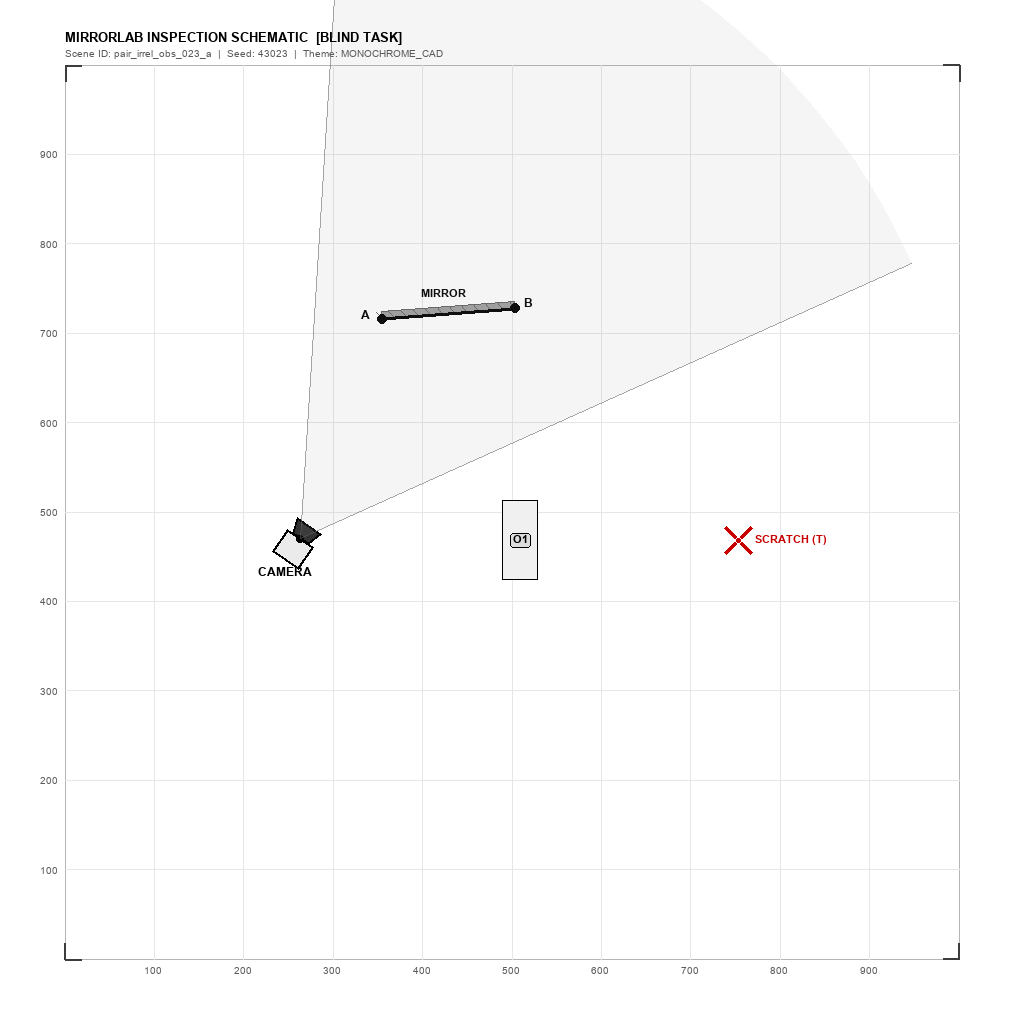 MIRRORLAB INSPECTION SCHEMATIC [BLIND TASK]
Scene ID: pair_irrel_obs_023_a | Seed: 43023 | Theme: MONOCHROME_CAD
900
800
MIRROR
B
A
700
600
500
O1
SCRATCH (T)
CAMERA
400
300
200
100
100 200 300 400 500 600 700 800 900